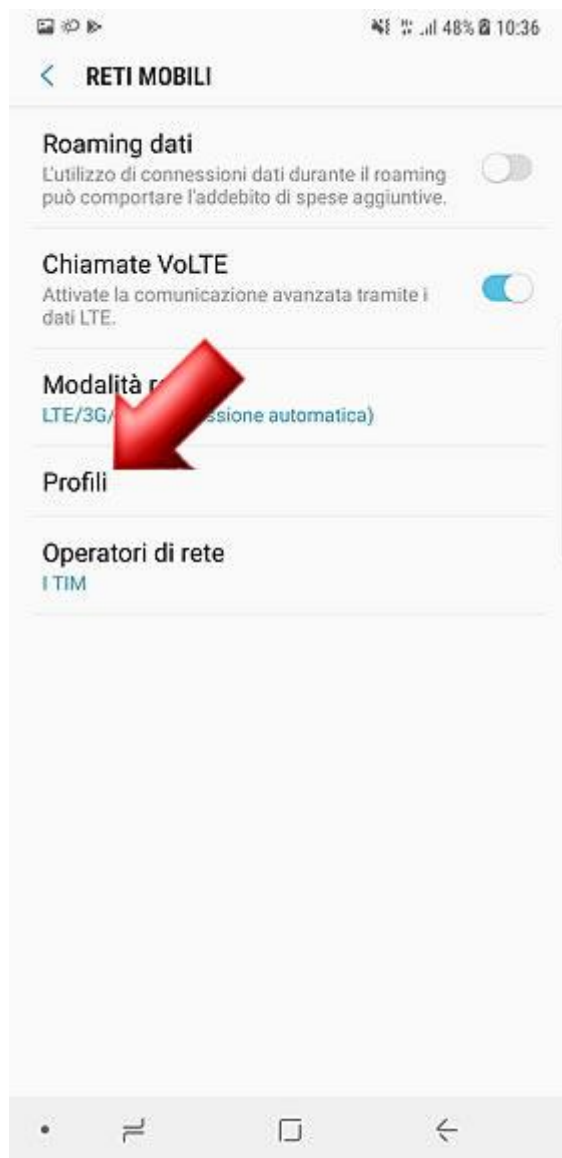 48% 10:36
RETI MOBILI
Roaming dati
L'utilizzo di connessioni dati durante il roaming
può comportare l'addebito di spese aggiuntive.
Chiamate VoLTE
Attivate la comunicazione avanzata tramite i
dati LTE.
Modalità
LTE/3G/ automatica)
Profili
Operatori di rete
I TIM